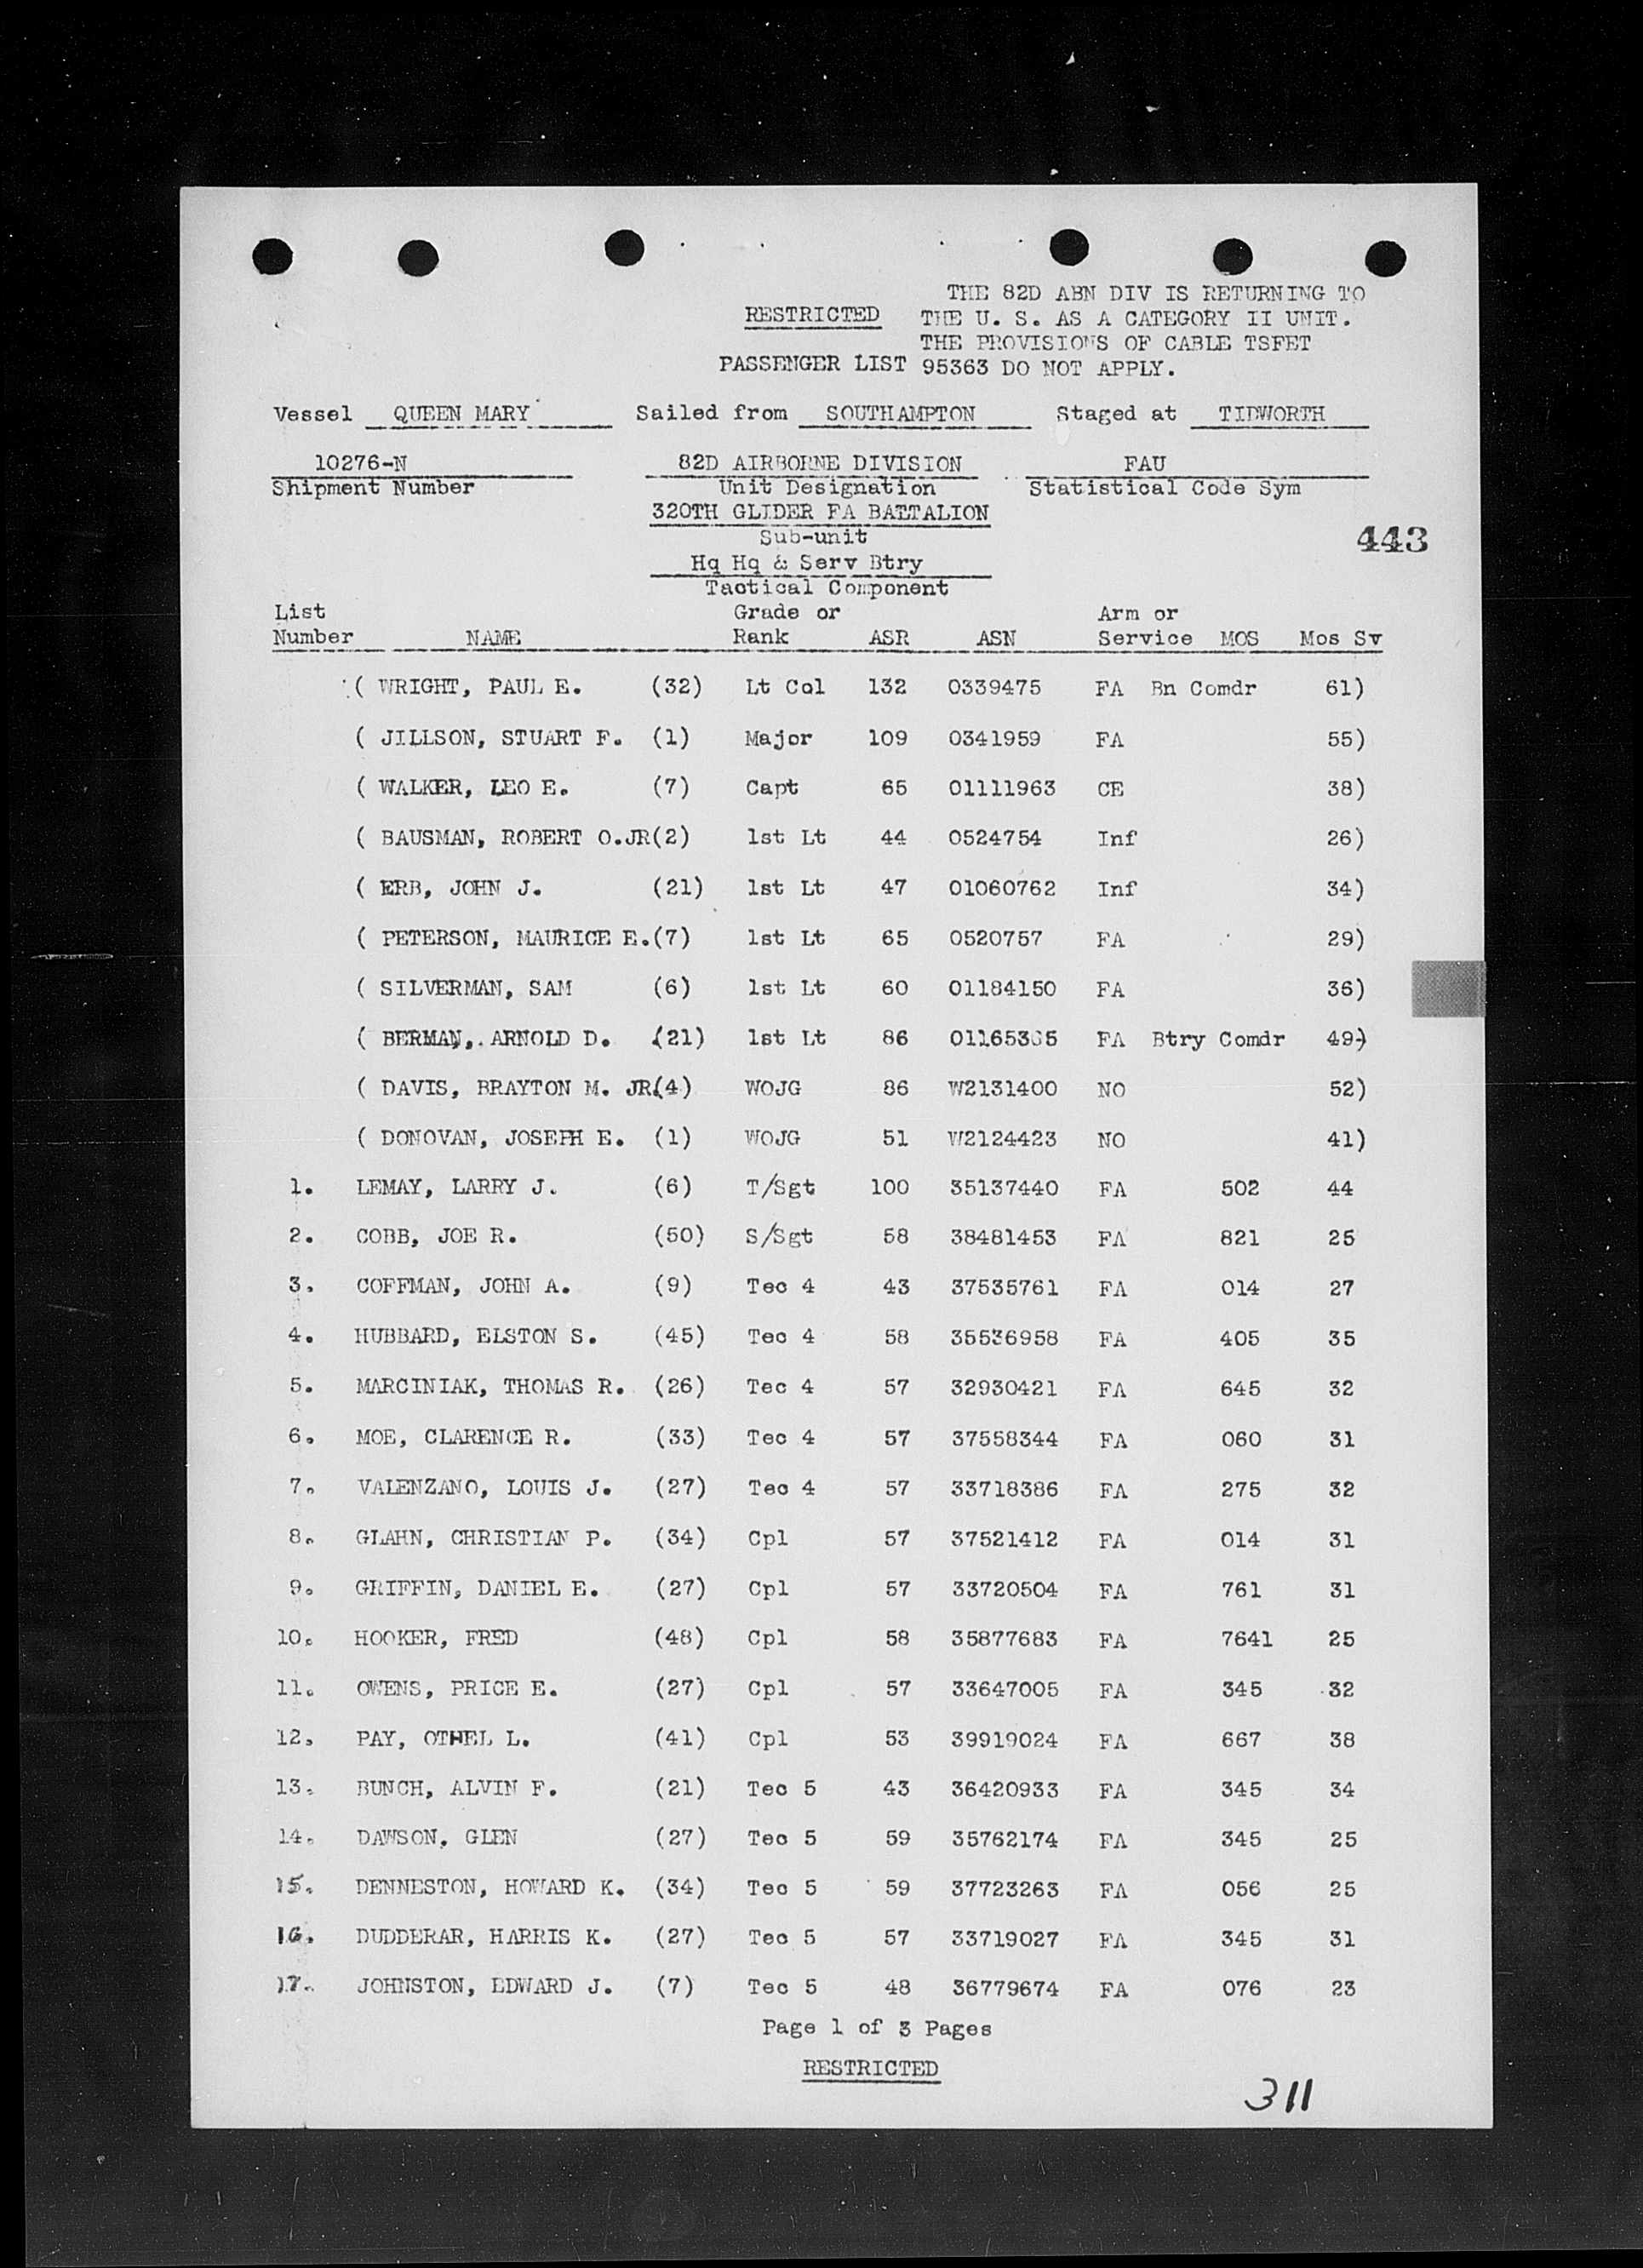 THE 82D ABN DIV IS RETURNING TO
RESTRICTED THE U. S. AS A CATEGORY II UNIT.
THE PROVISIONS OF CABLE TSFET
PASSENGER LIST 95363 DO NOT APPLY.
Vessel QUEEN MARY Sailed from SOUTHAMPTON Staged at TIDWORTH
10276-N 82D AIRBORNE DIVISION FAU
Shipment Number Unit Designation Statistical Code Sym
320TH GLIDER FA BATTALION
Sub-unit 443
Hq Hq & Serv Btry
Tactical Component
List Grade or Arm or
Number NAME Rank ASR ASN Service MOS Mos Sv
( WRIGHT, PAUL E. (32) Lt Col 132 0339475 FA Bn Comdr 61)
( JILLSON, STUART F. (1) Major 109 0341959 FA 55)
( WALKER, LEO E. (7) Capt 65 01111963 CE 38)
( BAUSMAN, ROBERT O.JR(2) 1st Lt 44 0524754 Inf 26)
( ERB, JOHN J. (21) 1st Lt 47 01060762 Inf 34)
( PETERSON, MAURICE E.(7) 1st Lt 65 0520757 FA 29)
( SILVERMAN, SAM (6) 1st Lt 60 01184150 FA 36)
( BERMAN, ARNOLD D. (21) 1st Lt 86 FA Btry Comdr 49)
( DAVIS, BRAYTON M. JR.(4) WOJG 86 W2131400 NO 52)
( DONOVAN, JOSEPH E. (1) WOJG 51 W2124423 NO 41)
1. LEMAY, LARRY J. (6) T/Sgt 100 35137440 FA 502 44
2. COBB, JOE R. (50) S/Sgt 58 38481453 FA 821 25
3. COFFMAN, JOHN A. (9) Tec 4 43 37535761 FA 014 27
4. HUBBARD, ELSTON S. (45) Tec 4 58 35536958 FA 405 35
5. MARCINIAK, THOMAS R. (26) Tec 4 57 32930421 FA 645 32
6. MOE, CLARENCE R. (33) Tec 4 57 37558344 FA 060 31
7. VALENZANO, LOUIS J. (27) Tec 4 57 33718386 FA 275 32
8. GLAHN, CHRISTIAN P. (34) Cpl 57 37521412 FA 014 31
9. GRIFFIN, DANIEL E. (27) Cpl 57 33720504 FA 761 31
10. HOOKER, FRED (48) Cpl 58 35877683 FA 7641 25
11. OWENS, PRICE E. (27) Cpl 57 33647005 FA 345 32
12. PAY, OTHEL L. (41) Cpl 53 39919024 FA 667 38
13. BUNCH, ALVIN F. (21) Tec 5 43 36420933 FA 345 34
14. DAWSON, GLEN (27) Tec 5 59 35762174 FA 345 25
15. DENNESTON, HOWARD K. (34) Tec 5 59 37723263 FA 056 25
16. DUDDERAR, HARRIS K. (27) Tec 5 57 33719027 FA 345 31
17. JOHNSTON, EDWARD J. (7) Tec 5 48 36779674 FA 076 23
Page 1 of 3 Pages
RESTRICTED
311